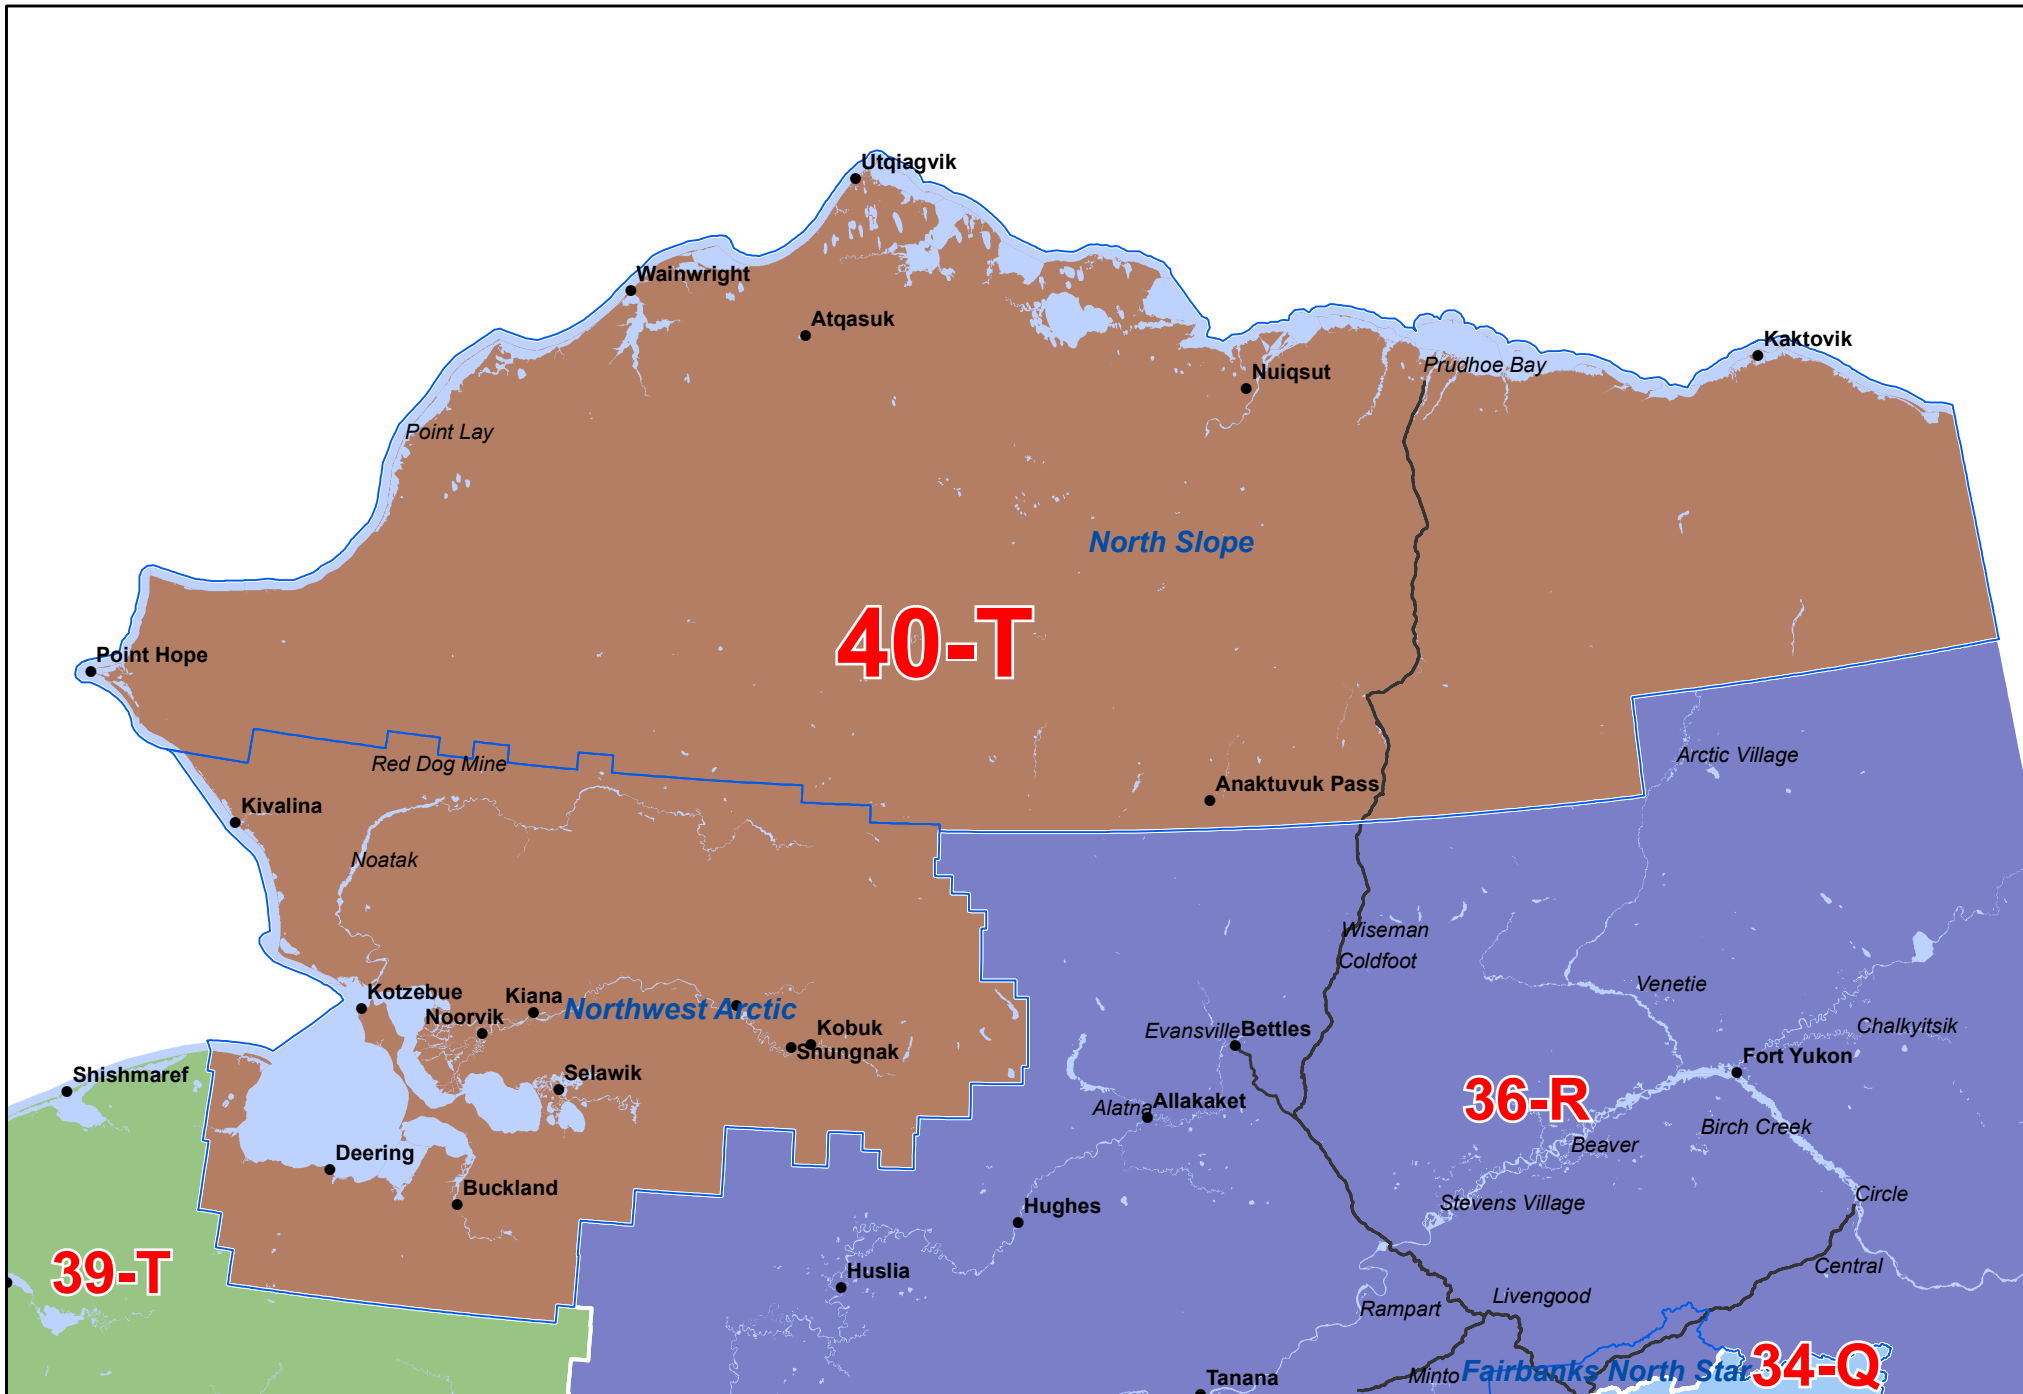 Utqiagvik
Wainwright
Atqasuk
Kaktovik
Prudhoe Bay
Nuiqsut
Point Lay
North Slope
40-T
Point Hope
Arctic Village
Red Dog Mine
Anaktuvuk Pass
Kivalina
Noatak
Wiseman
Coldfoot
Venetie
Kotzebue
Kiana
Northwest Arctic
Noorvik
Kobuk
Shungnak
Evansville
Bettles
Chalkyitsik
Fort Yukon
Shishmaref
Selawik
36-R
Alatna
Allakaket
Birch Creek
Beaver
Deering
Buckland
Circle
Stevens Village
Hughes
39-T
Huslia
Central
Livengood
Rampart
Tanana
Minto
Fairbanks North Star
34-Q